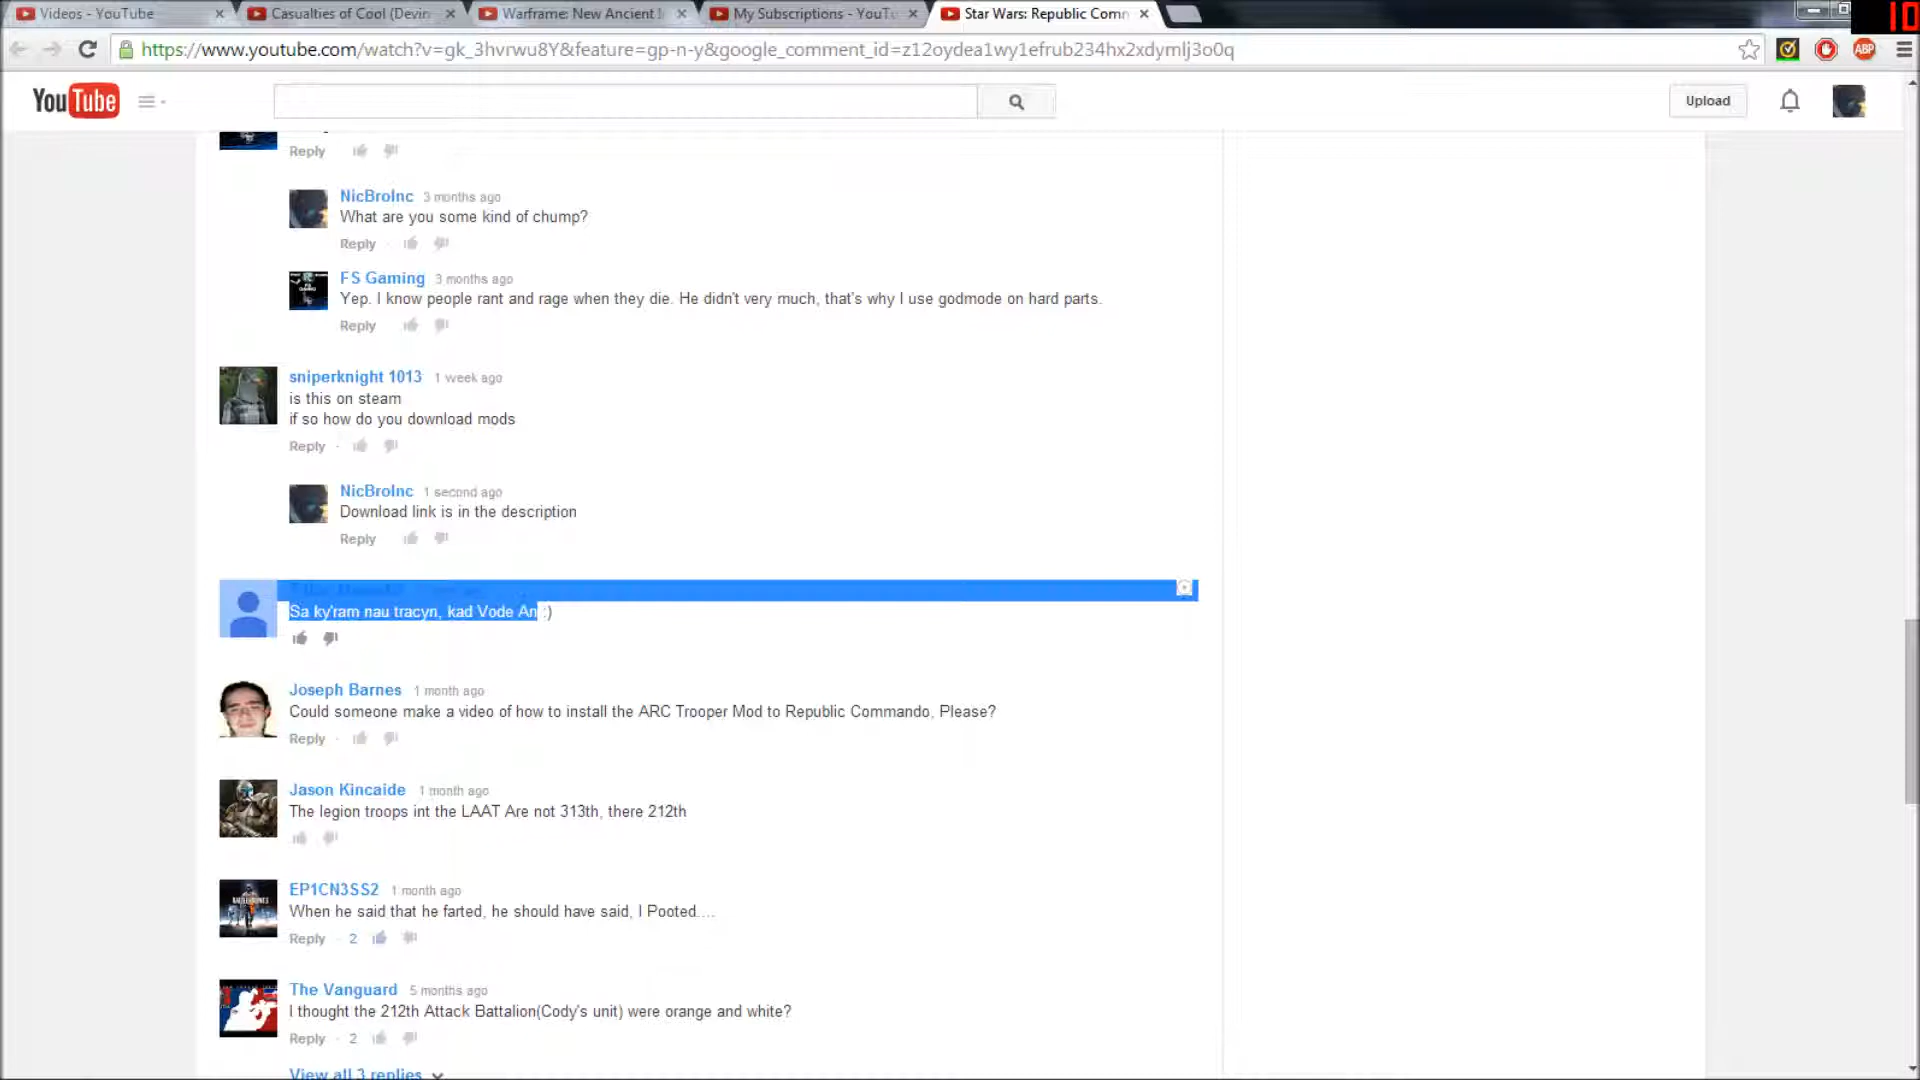 Videos - YouTube
Casualties of Cool (Devin
Warframe: New Ancient
My Subscriptions - YouTu
Star Wars: Republic Comm
10
https://www.youtube.com/watch?v=gk_3hvrwu8Y&feature=gp-n-y&google_comment_id=z12oydea1wy1efrub234hx2xdymlj3o0q
ABP
YouTube
Upload
Reply
NicBroInc 3 months ago
What are you some kind of chump?
Reply
FS Gaming 3 months ago
Yep. I know people rant and rage when they die. He didn't very much, that's why I use godmode on hard parts.
Reply
sniperknight 1013 1 week ago
is this on steam
if so how do you download mods
Reply
NicBroInc 1 second ago
Download link is in the description
Reply
Sa ky'ram nau tracyn, kad Vode An :)
Joseph Barnes 1 month ago
Could someone make a video of how to install the ARC Trooper Mod to Republic Commando, Please?
Reply
Jason Kincaide 1 month ago
The legion troops int the LAAT Are not 313th, there 212th
EP1CN3SS2 1 month ago
When he said that he farted, he should have said, I Pooted....
Reply · 2
The Vanguard 5 months ago
I thought the 212th Attack Battalion(Cody's unit) were orange and white?
Reply · 2
View all 3 replies